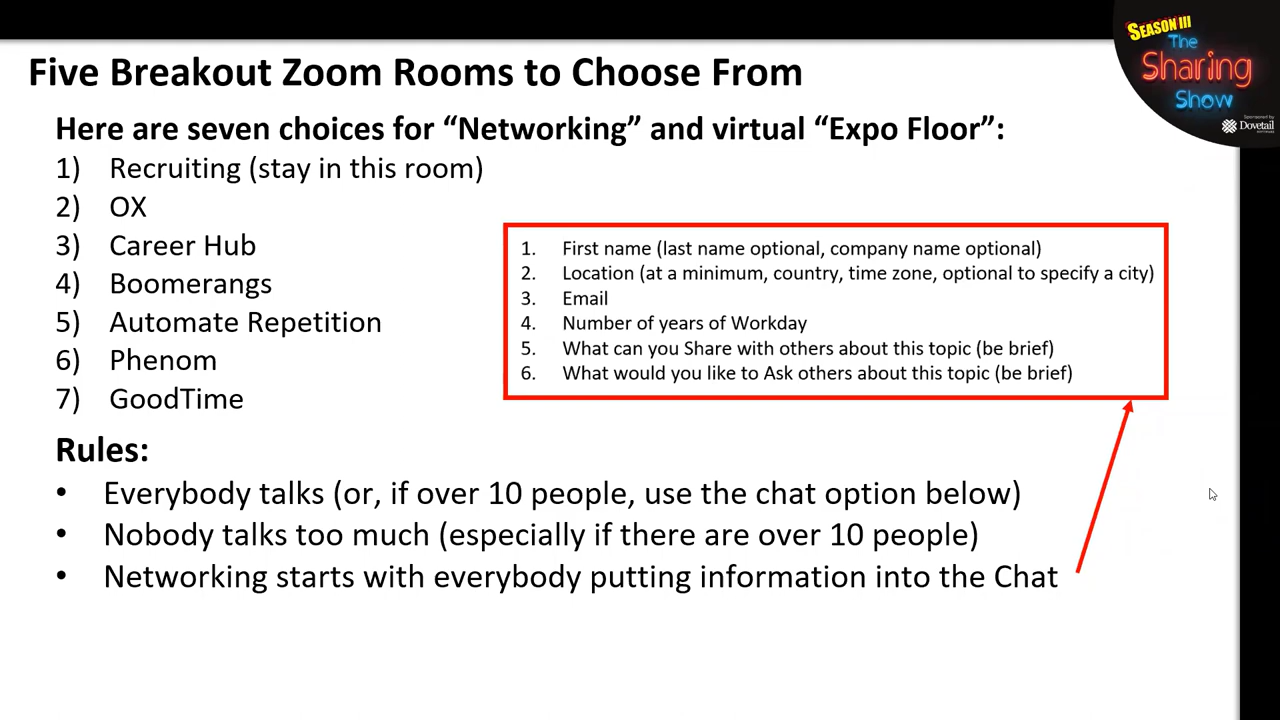 SEASON III
The
Sharing
Show
Sponsored by
Dovetail
SOFTWARE
Five Breakout Zoom Rooms to Choose From
Here are seven choices for “Networking” and virtual “Expo Floor”:
1) Recruiting (stay in this room)
2) OX
3) Career Hub
4) Boomerangs
5) Automate Repetition
6) Phenom
7) GoodTime
1. First name (last name optional, company name optional)
2. Location (at a minimum, country, time zone, optional to specify a city)
3. Email
4. Number of years of Workday
5. What can you Share with others about this topic (be brief)
6. What would you like to Ask others about this topic (be brief)
Rules:
• Everybody talks (or, if over 10 people, use the chat option below)
• Nobody talks too much (especially if there are over 10 people)
• Networking starts with everybody putting information into the Chat